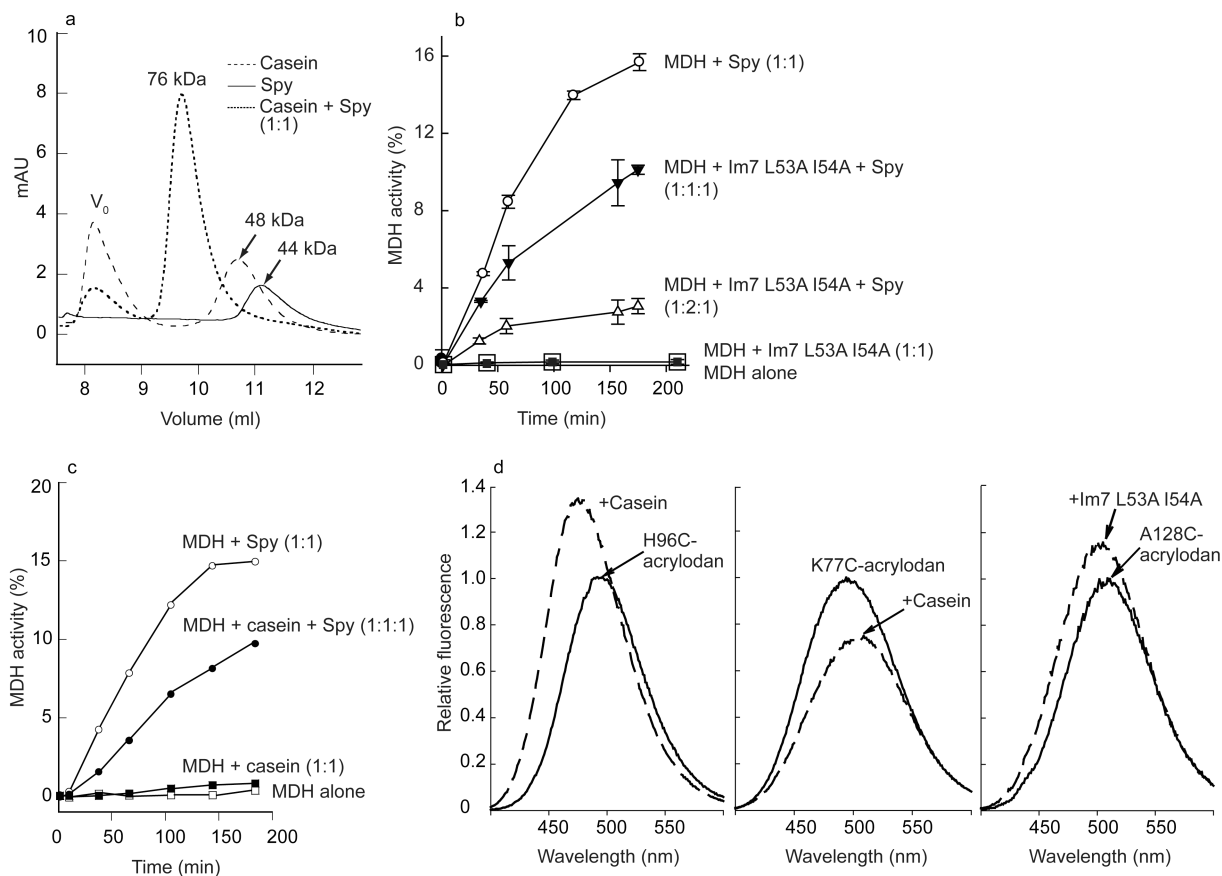 a
10
8
6
4
2
0
mAU
76 kDa
Casein
Spy
Casein + Spy
(1:1)
V0
48 kDa
44 kDa
8 9 10 11 12
Volume (ml)
b
16
12
8
4
0
MDH activity (%)
MDH + Spy (1:1)
MDH + Im7 L53A I54A + Spy
(1:1:1)
MDH + Im7 L53A I54A + Spy
(1:2:1)
MDH + Im7 L53A I54A (1:1)
MDH alone
0 50 100 150 200
Time (min)
c
20
15
10
5
0
MDH activity (%)
MDH + Spy (1:1)
MDH + casein + Spy (1:1:1)
MDH + casein (1:1)
MDH alone
0 50 100 150 200
Time (min)
d
1.4
1.2
1.0
0.8
0.6
0.4
0.2
0
Relative fluorescence
+Casein
H96C-
acrylodan
450 500
Wavelength (nm)
K77C-acrylodan
+Casein
450 500
Wavelength (nm)
+Im7 L53A I54A
A128C-
acrylodan
450 500
Wavelength (nm)